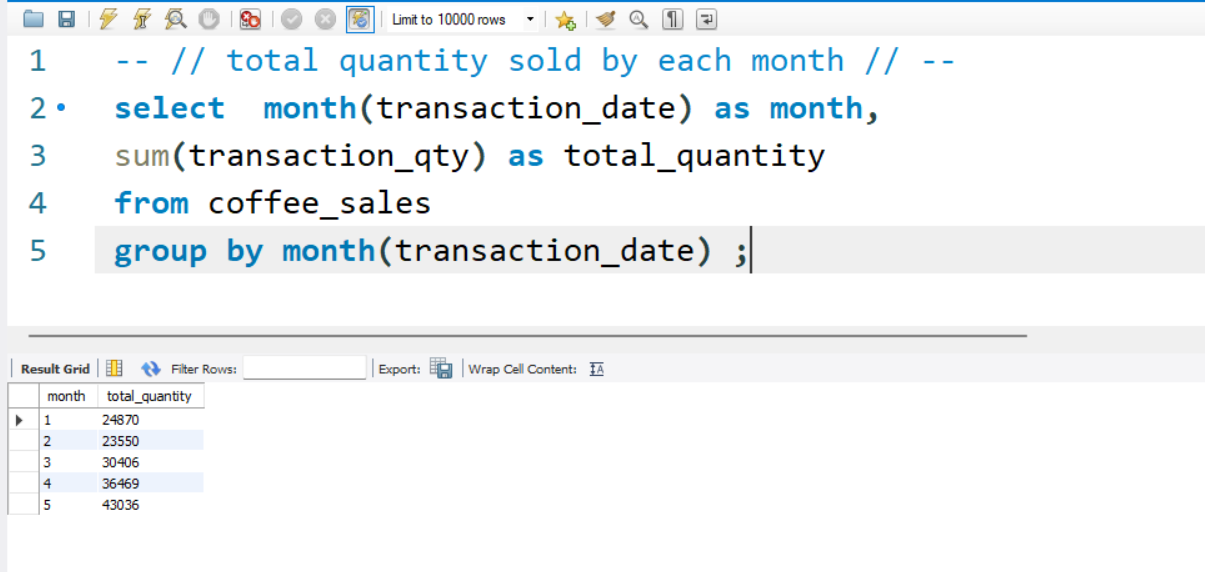 Limit to 10000 rows
1 -- // total quantity sold by each month // --
2 select month(transaction_date) as month,
3 sum(transaction_qty) as total_quantity
4 from coffee_sales
5 group by month(transaction_date) ;
Result Grid Filter Rows: Export: Wrap Cell Content: IA
month total_quantity
1 24870
2 23550
3 30406
4 36469
5 43036